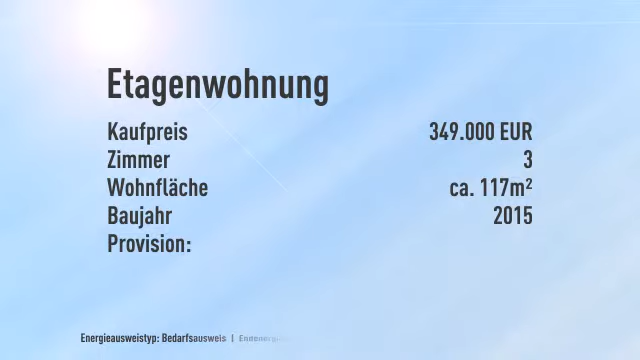 Etagenwohnung
Kaufpreis 349.000 EUR
Zimmer 3
Wohnfläche ca. 117m²
Baujahr 2015
Provision:
Energieausweistyp: Bedarfsausweis |